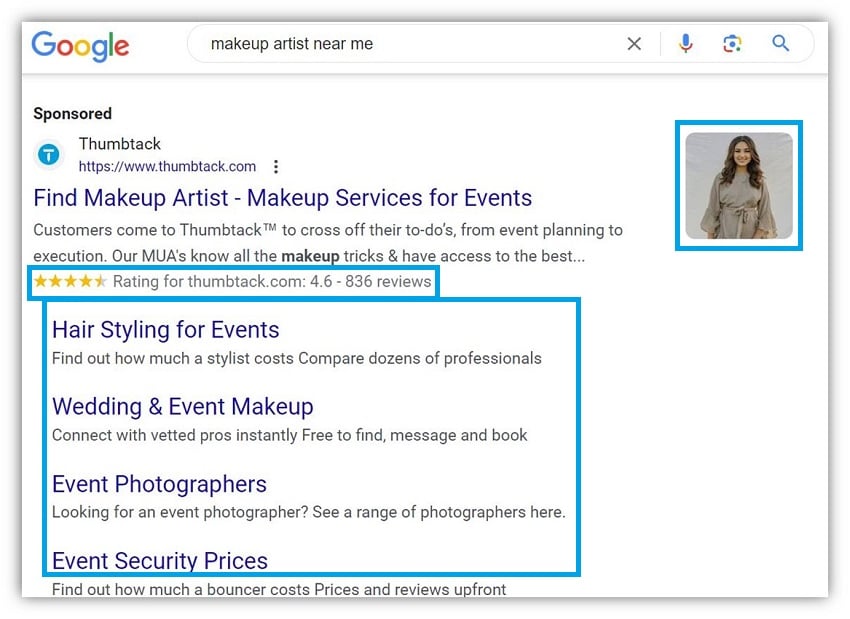 Google
makeup artist near me
Sponsored
Thumbtack
https://www.thumbtack.com
Find Makeup Artist - Makeup Services for Events
Customers come to Thumbtack™ to cross off their to-do’s, from event planning to
execution. Our MUA's know all the makeup tricks & have access to the best...
Rating for thumbtack.com: 4.6 - 836 reviews
Hair Styling for Events
Find out how much a stylist costs Compare dozens of professionals
Wedding & Event Makeup
Connect with vetted pros instantly Free to find, message and book
Event Photographers
Looking for an event photographer? See a range of photographers here.
Event Security Prices
Find out how much a bouncer costs Prices and reviews upfront